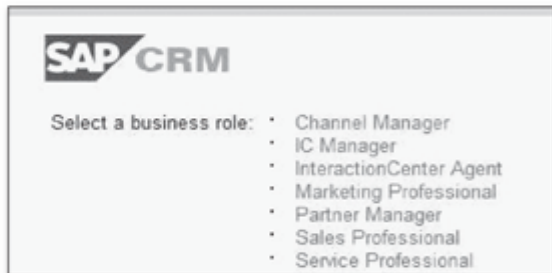 SAP CRM
Select a business role: · Channel Manager
· IC Manager
· InteractionCenter Agent
· Marketing Professional
· Partner Manager
· Sales Professional
· Service Professional